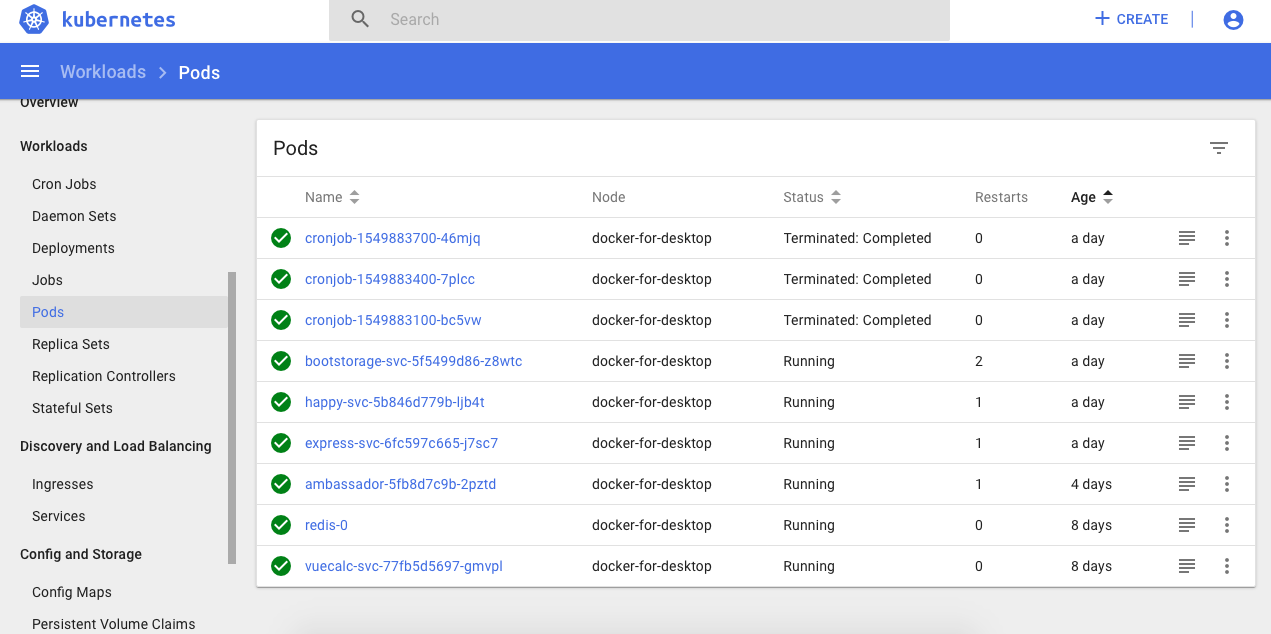 kubernetes
Search
CREATE
Workloads > Pods
Overview
Workloads
Cron Jobs
Daemon Sets
Deployments
Jobs
Pods
Replica Sets
Replication Controllers
Stateful Sets
Discovery and Load Balancing
Ingresses
Services
Config and Storage
Config Maps
Persistent Volume Claims
Pods
Name Node Status Restarts Age
cronjob-1549883700-46mjq docker-for-desktop Terminated: Completed 0 a day
cronjob-1549883400-7plcc docker-for-desktop Terminated: Completed 0 a day
cronjob-1549883100-bc5vw docker-for-desktop Terminated: Completed 0 a day
bootstorage-svc-5f5499d86-z8wtc docker-for-desktop Running 2 a day
happy-svc-5b846d779b-ljb4t docker-for-desktop Running 1 a day
express-svc-6fc597c665-j7sc7 docker-for-desktop Running 1 a day
ambassador-5fb8d7c9b-2pztd docker-for-desktop Running 1 4 days
redis-0 docker-for-desktop Running 0 8 days
vuecalc-svc-77fb5d5697-gmvpl docker-for-desktop Running 0 8 days